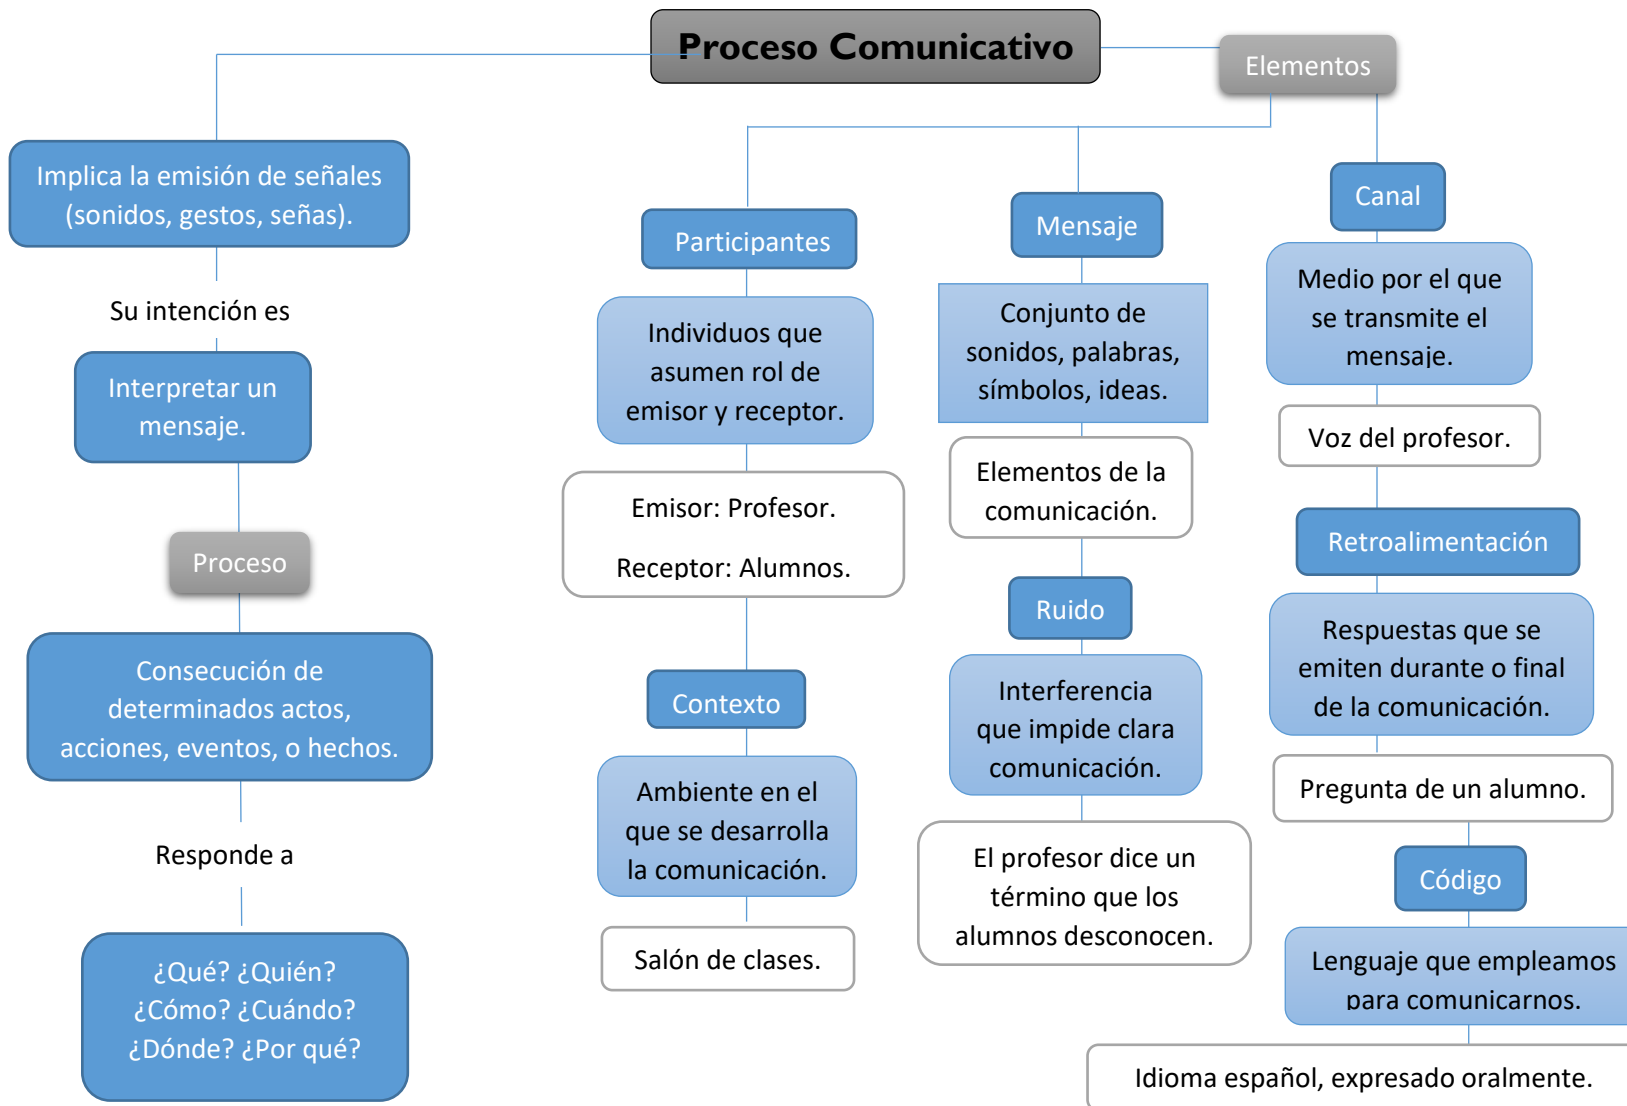 Proceso Comunicativo
Elementos
Implica la emisión de señales
(sonidos, gestos, señas).
Su intención es
Interpretar un
mensaje.
Proceso
Consecución de
determinados actos,
acciones, eventos, o hechos.
Responde a
¿Qué? ¿Quién?
¿Cómo? ¿Cuándo?
¿Dónde? ¿Por qué?
Participantes
Individuos que
asumen rol de
emisor y receptor.
Emisor: Profesor.
Receptor: Alumnos.
Contexto
Ambiente en el
que se desarrolla
la comunicación.
Salón de clases.
Mensaje
Conjunto de
sonidos, palabras,
símbolos, ideas.
Elementos de la
comunicación.
Ruido
Interferencia
que impide clara
comunicación.
El profesor dice un
término que los
alumnos desconocen.
Canal
Medio por el que
se transmite el
mensaje.
Voz del profesor.
Retroalimentación
Respuestas que se
emiten durante o final
de la comunicación.
Pregunta de un alumno.
Código
Lenguaje que empleamos
para comunicarnos.
Idioma español, expresado oralmente.